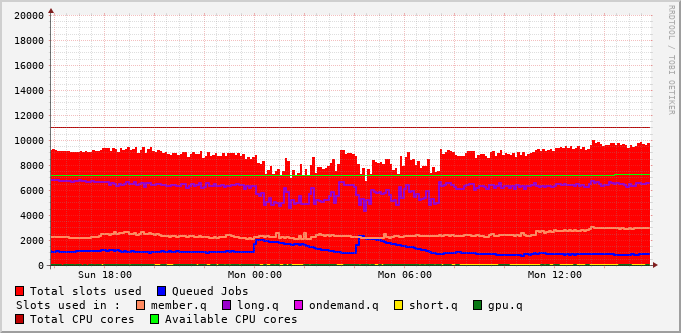 20000
18000
16000
14000
12000
10000
8000
6000
4000
2000
0
Sun 18:00 Mon 00:00 Mon 06:00 Mon 12:00
Total slots used Queued Jobs
Slots used in : member.q long.q ondemand.q short.q gpu.q
Total CPU cores Available CPU cores
RRDTOOL / TOBI OETIKER